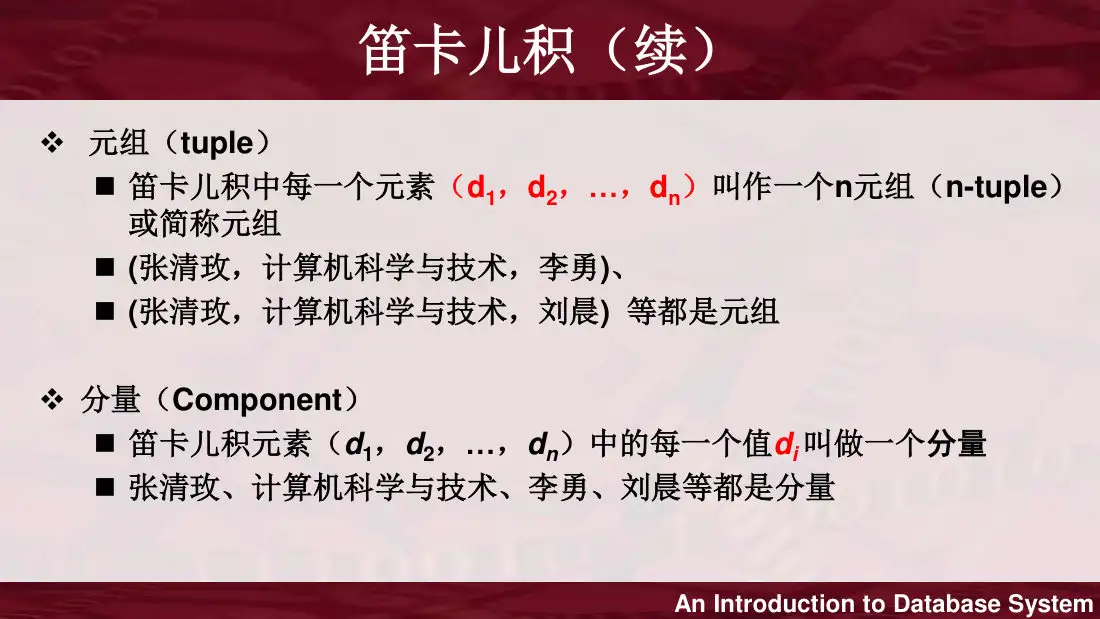 笛卡儿积（续）
元组（tuple）
笛卡儿积中每一个元素（d1，d2，…，dn）叫作一个n元组（n-tuple）
或简称元组
(张清玫，计算机科学与技术，李勇)、
(张清玫，计算机科学与技术，刘晨) 等都是元组
分量（Component）
笛卡儿积元素（d1，d2，…，dn）中的每一个值di叫做一个分量
张清玫、计算机科学与技术、李勇、刘晨等都是分量
An Introduction to Database System